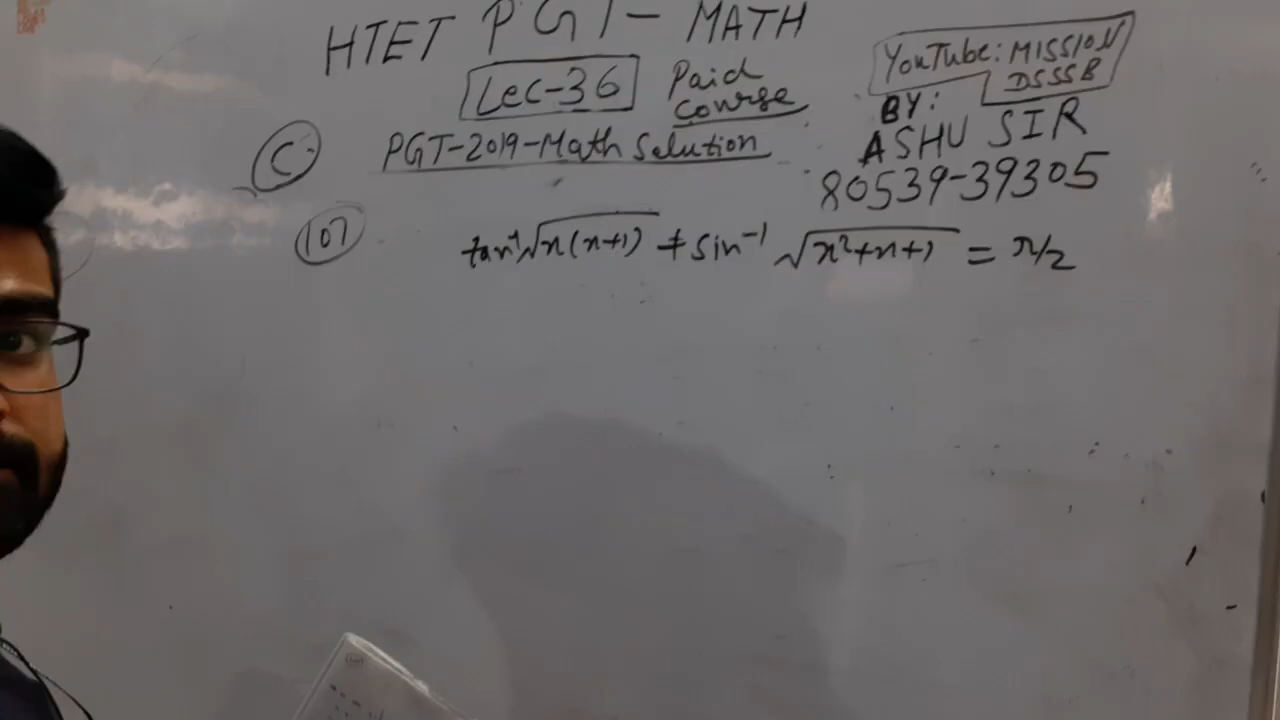 HTET PGT- MATH
Lec-36 Paid Course
YouTube: MISSION DSSSB
BY: ASHU SIR
80539-39305
C
PGT-2019-Math Solution
107
tan⁻¹√x(x+1) + sin⁻¹ √x²+x+1 = π/2